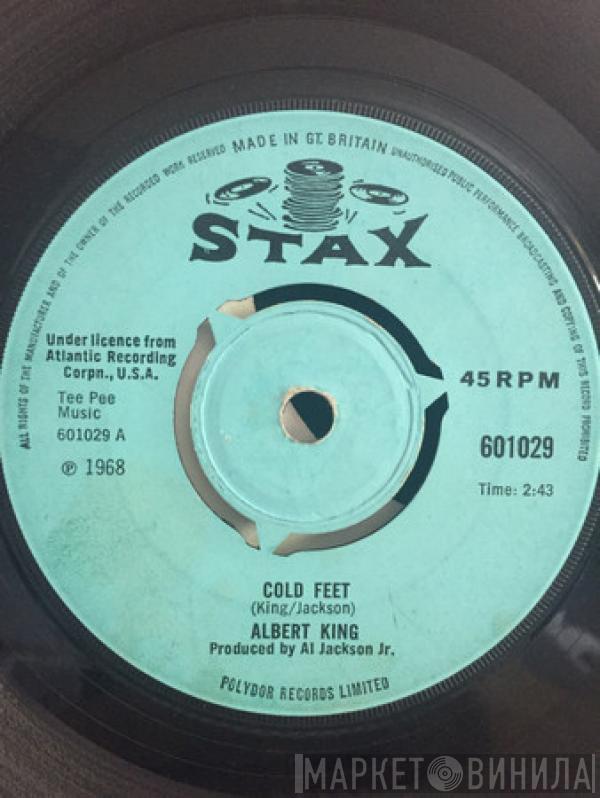 MADE IN GT. BRITAIN
UNAUTHORISED PUBLIC PERFORMANCE BROADCASTING AND COPYING OF THIS RECORD PROHIBITED
ALL RIGHTS OF THE MANUFACTURER AND OF THE OWNER OF THE RECORDED WORK RESERVED
STAX
Under licence from
Atlantic Recording
Corpn., U.S.A.
Tee Pee
Music
601029 A
℗ 1968
45 RPM
601029
Time: 2:43
COLD FEET
(King/Jackson)
ALBERT KING
Produced by Al Jackson Jr.
POLYDOR RECORDS LIMITED
МАРКЕТ ВИНИЛА